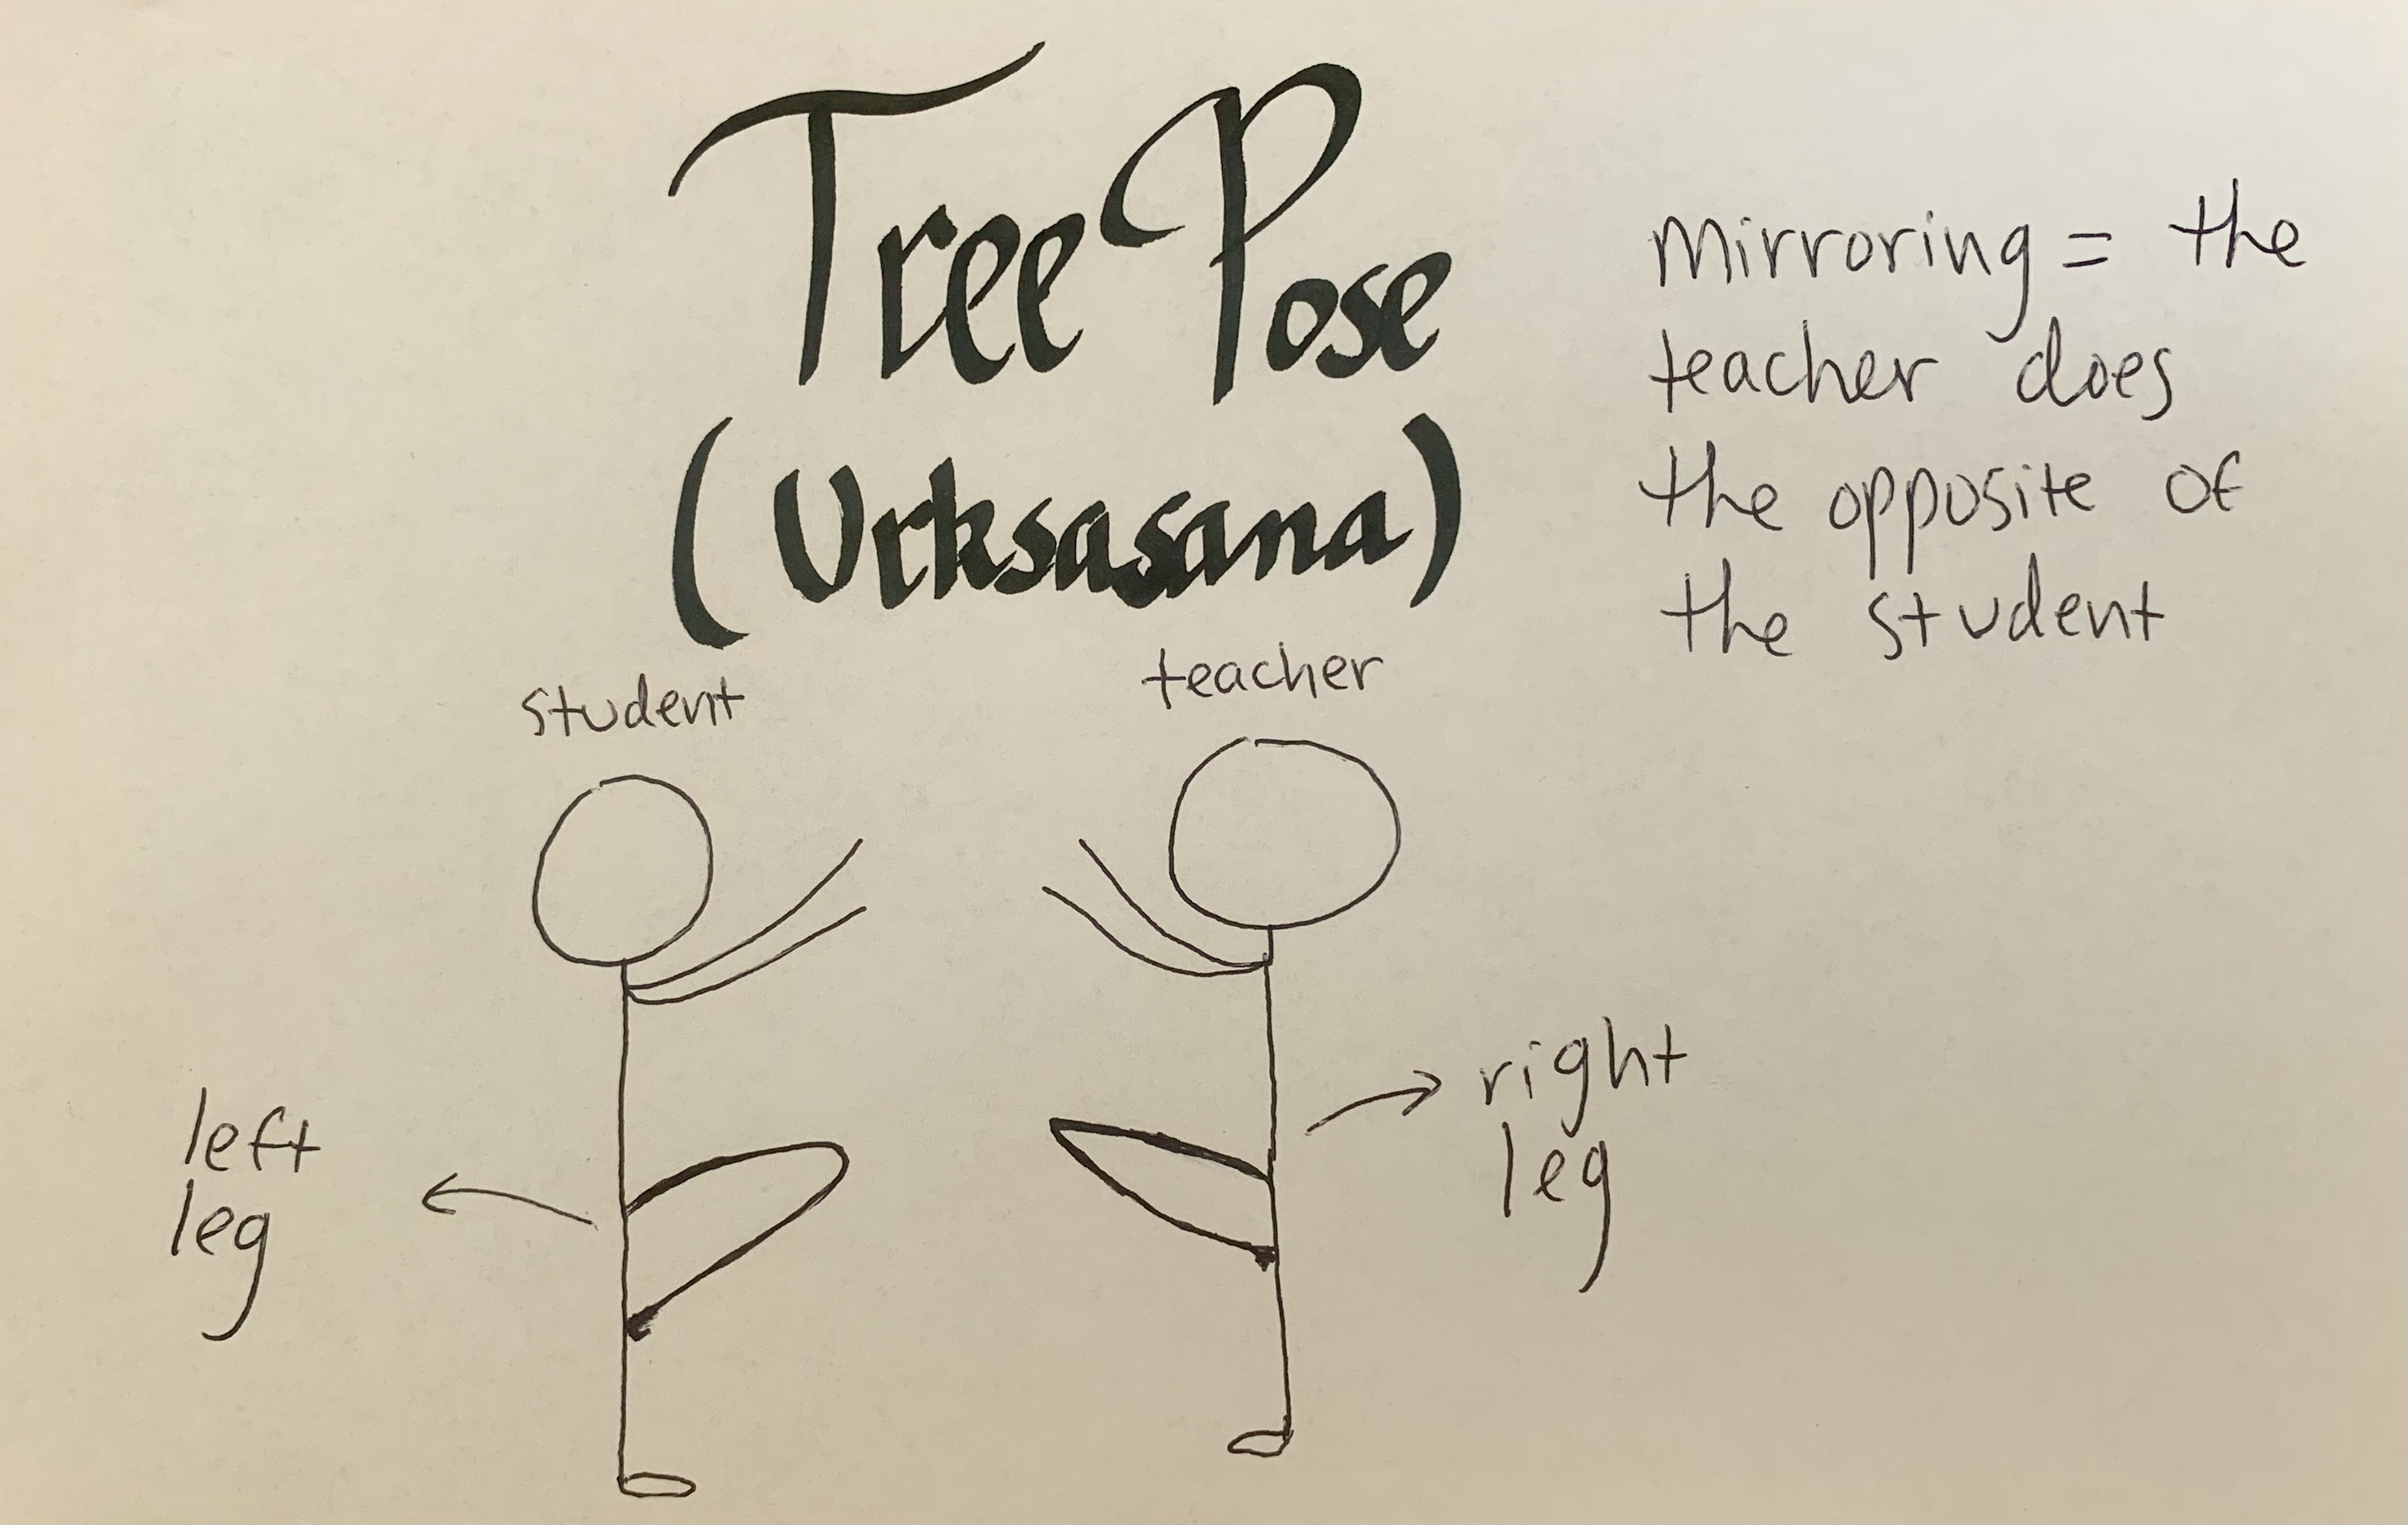 Tree Pose
(Vrksasana)
mirroring = the
teacher does
the opposite of
the student
student
teacher
left
leg
right
leg